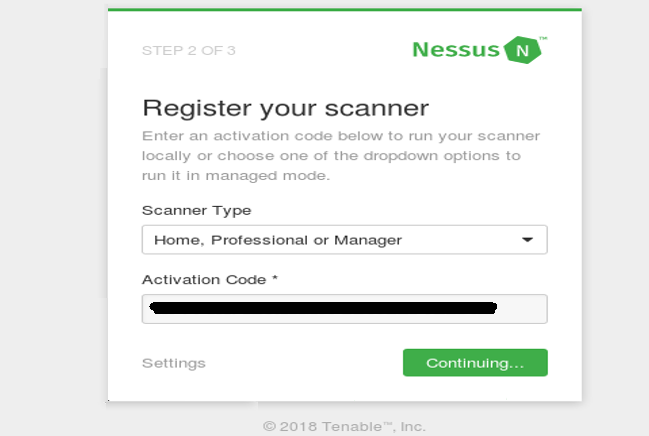 STEP 2 OF 3
Nessus N™
Register your scanner
Enter an activation code below to run your scanner
locally or choose one of the dropdown options to
run it in managed mode.
Scanner Type
Home, Professional or Manager
Activation Code *
Settings
Continuing...
© 2018 Tenable™, Inc.